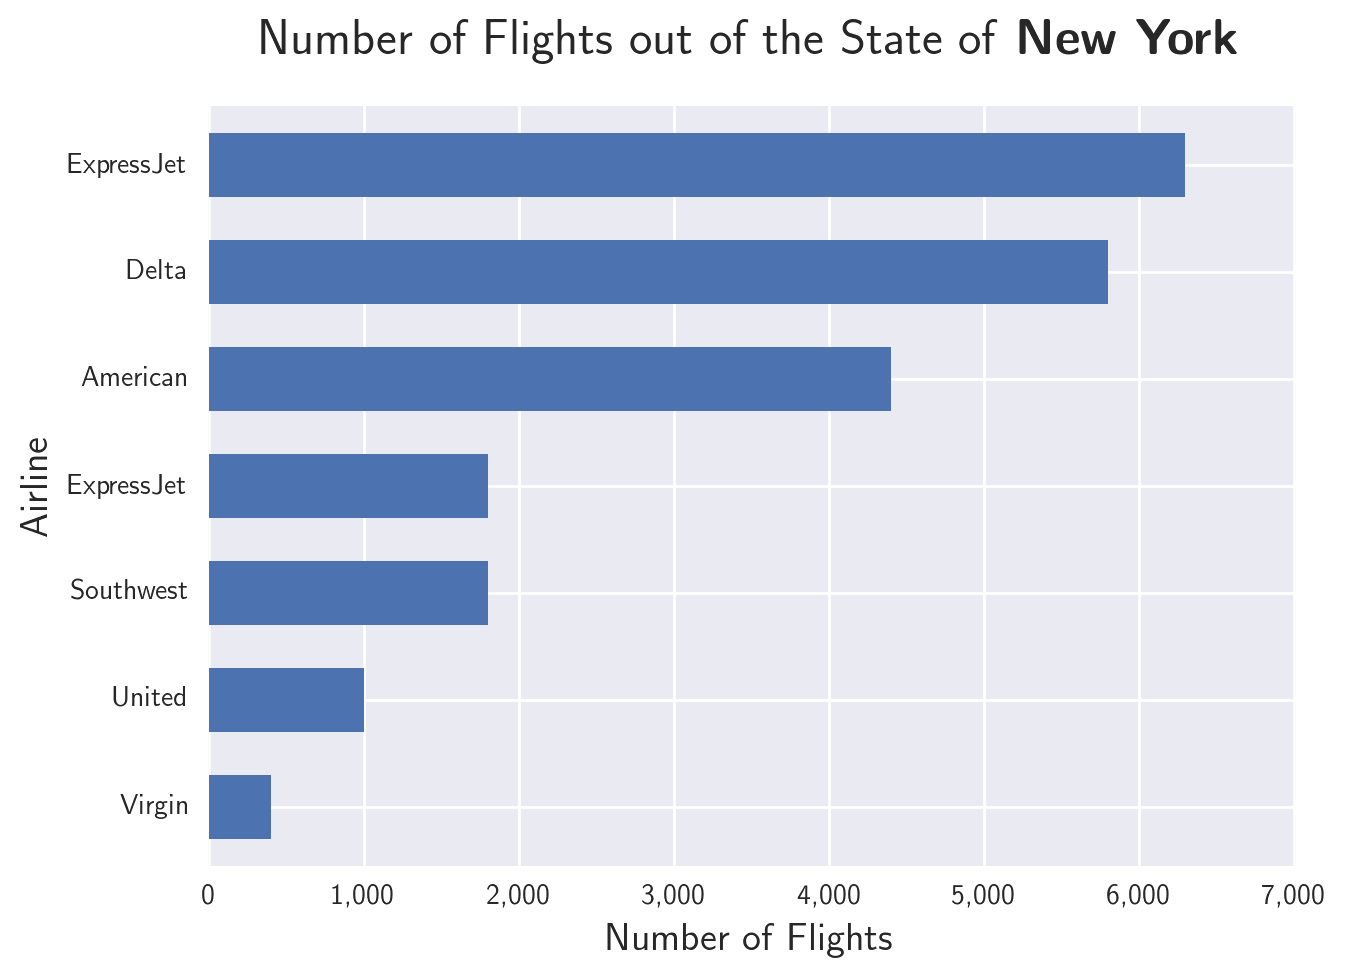 Number of Flights out of the State of New York
ExpressJet
Delta
American
ExpressJet
Southwest
United
Virgin
Airline
0 1,000 2,000 3,000 4,000 5,000 6,000 7,000
Number of Flights